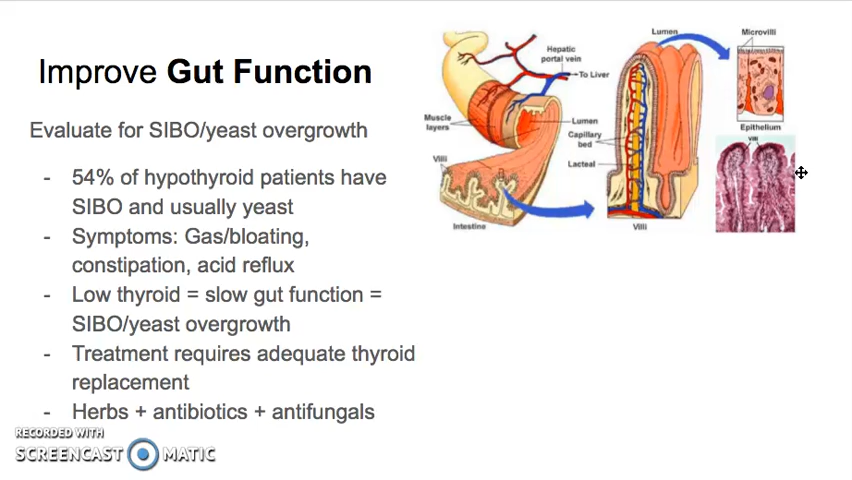 Improve Gut Function
Evaluate for SIBO/yeast overgrowth
- 54% of hypothyroid patients have
SIBO and usually yeast
- Symptoms: Gas/bloating,
constipation, acid reflux
- Low thyroid = slow gut function =
SIBO/yeast overgrowth
- Treatment requires adequate thyroid
replacement
- Herbs + antibiotics + antifungals
Hepatic
portal vein
To Liver
Muscle
layers
Lumen
Capillary
bed
Lacteal
Villi
Intestine
Lumen
Villi
Microvilli
Epithelium
Villi
RECORDED WITH
SCREENCAST MATIC